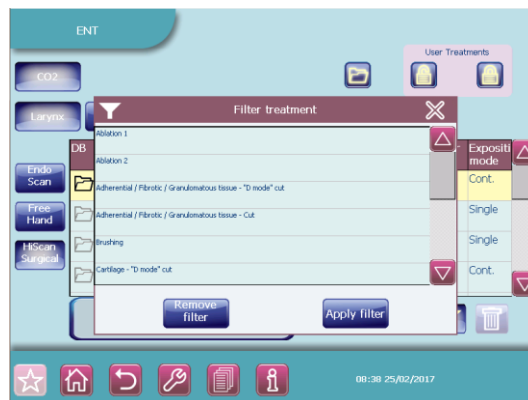 ENT
User Treatments
CO2
Larynx
Filter treatment
DB
Expositi
mode
Ablation 1
Ablation 2
Endo
Scan
Cont.
Adherential / Fibrotic / Granulomatous tissue - "D mode" cut
Free
Hand
Single
Adherential / Fibrotic / Granulomatous tissue - Cut
HiScan
Surgical
Single
Brushing
Cont.
Cartilage - "D mode" cut
Remove
filter
Apply filter
08:38 25/02/2017